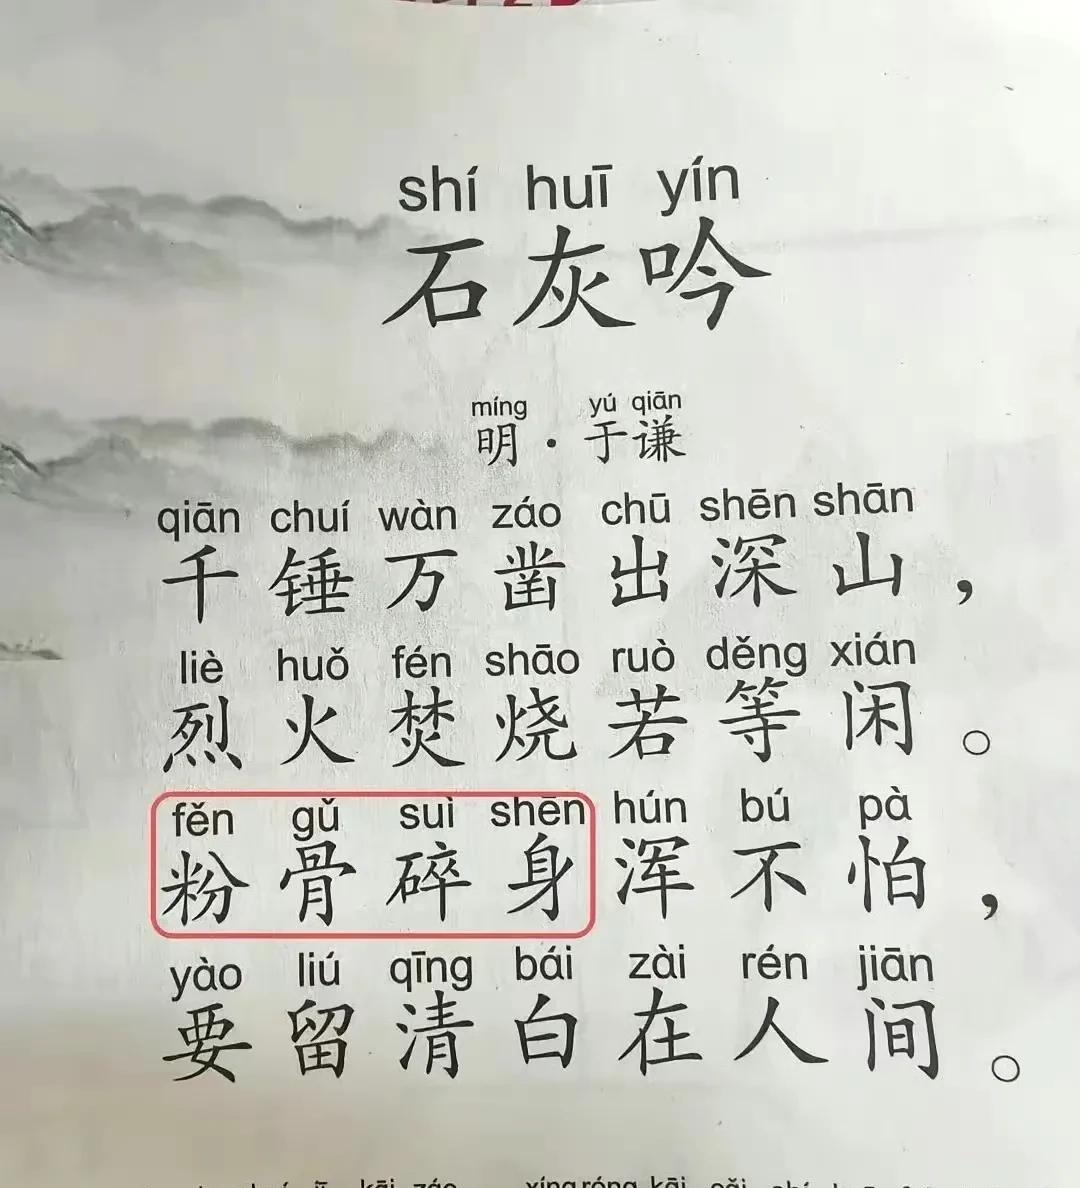 shí huī yín
石灰吟
míng yú qiān
明·于谦
qiān chuí wàn záo chū shēn shān
千锤万凿出深山，
liè huǒ fén shāo ruò děng xián
烈火焚烧若等闲。
fěn gǔ suì shēn hún bú pà
粉骨碎身浑不怕，
yào liú qīng bái zài rén jiān
要留清白在人间。